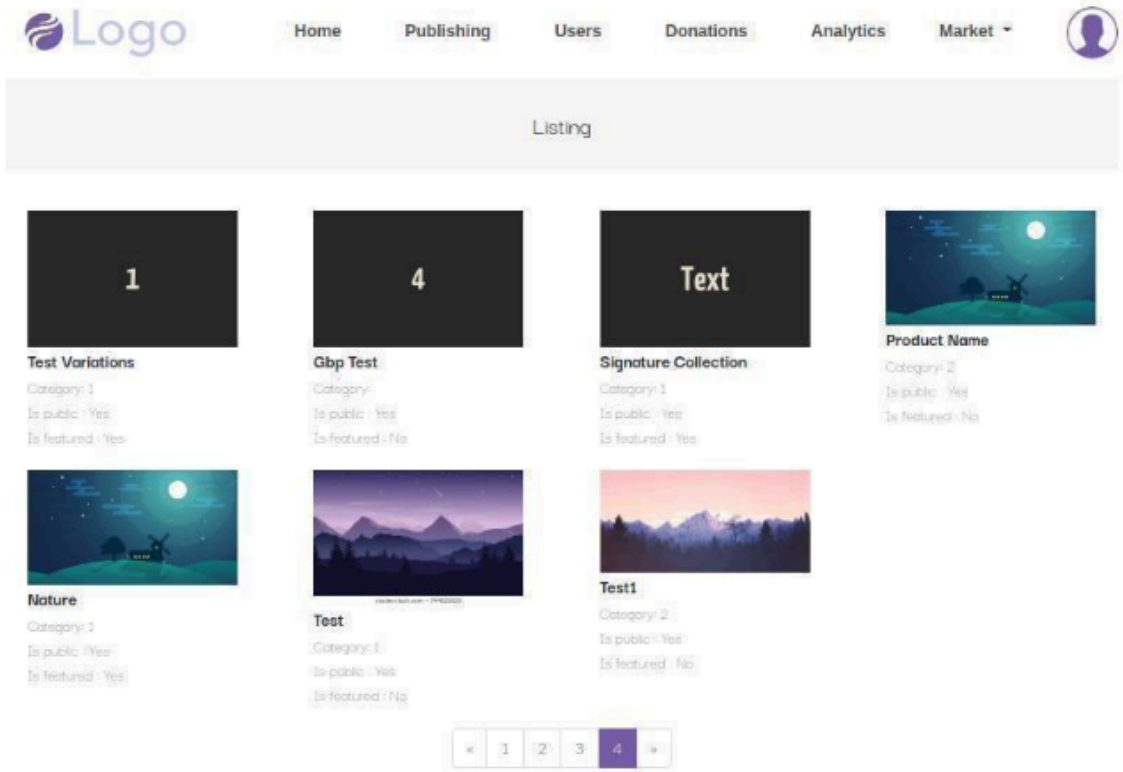 Logo
Home Publishing Users Donations Analytics Market
Listing
1
4
Text
Test Variations
Category: 1
Is public : Yes
Is featured : Yes
Gbp Test
Category:
Is public : Yes
Is featured : No
Signature Collection
Category: 1
Is public : Yes
Is featured : Yes
Product Name
Category: 2
Is public : Yes
Is featured : No
Nature
Category: 1
Is public : Yes
Is featured : Yes
Test
Category: 1
Is public : Yes
Is featured : No
Test1
Category: 2
Is public : Yes
Is featured : No
« 1 2 3 4 »